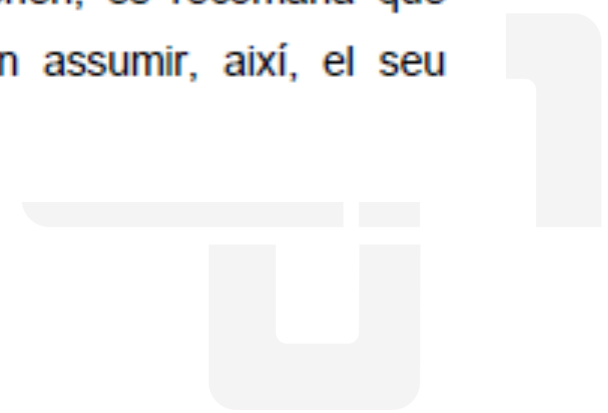 es recomana que
assumir, així, el seu